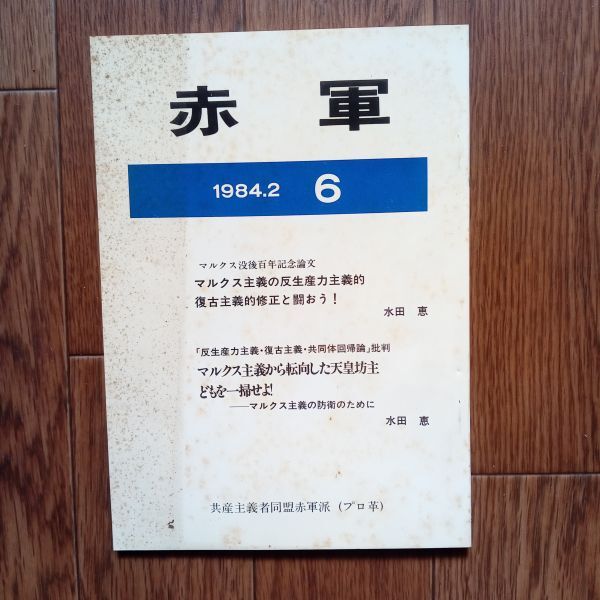 赤軍
1984.2 6
マルクス没後百年記念論文
マルクス主義の反生産力主義的
復古主義的修正と闘おう!
水田 恵
「反生産力主義・復古主義・共同体回帰論」批判
マルクス主義から転向した天皇坊主
どもを一掃せよ!
——マルクス主義の防衛のために
水田 恵
共産主義者同盟赤軍派 (プロ革)